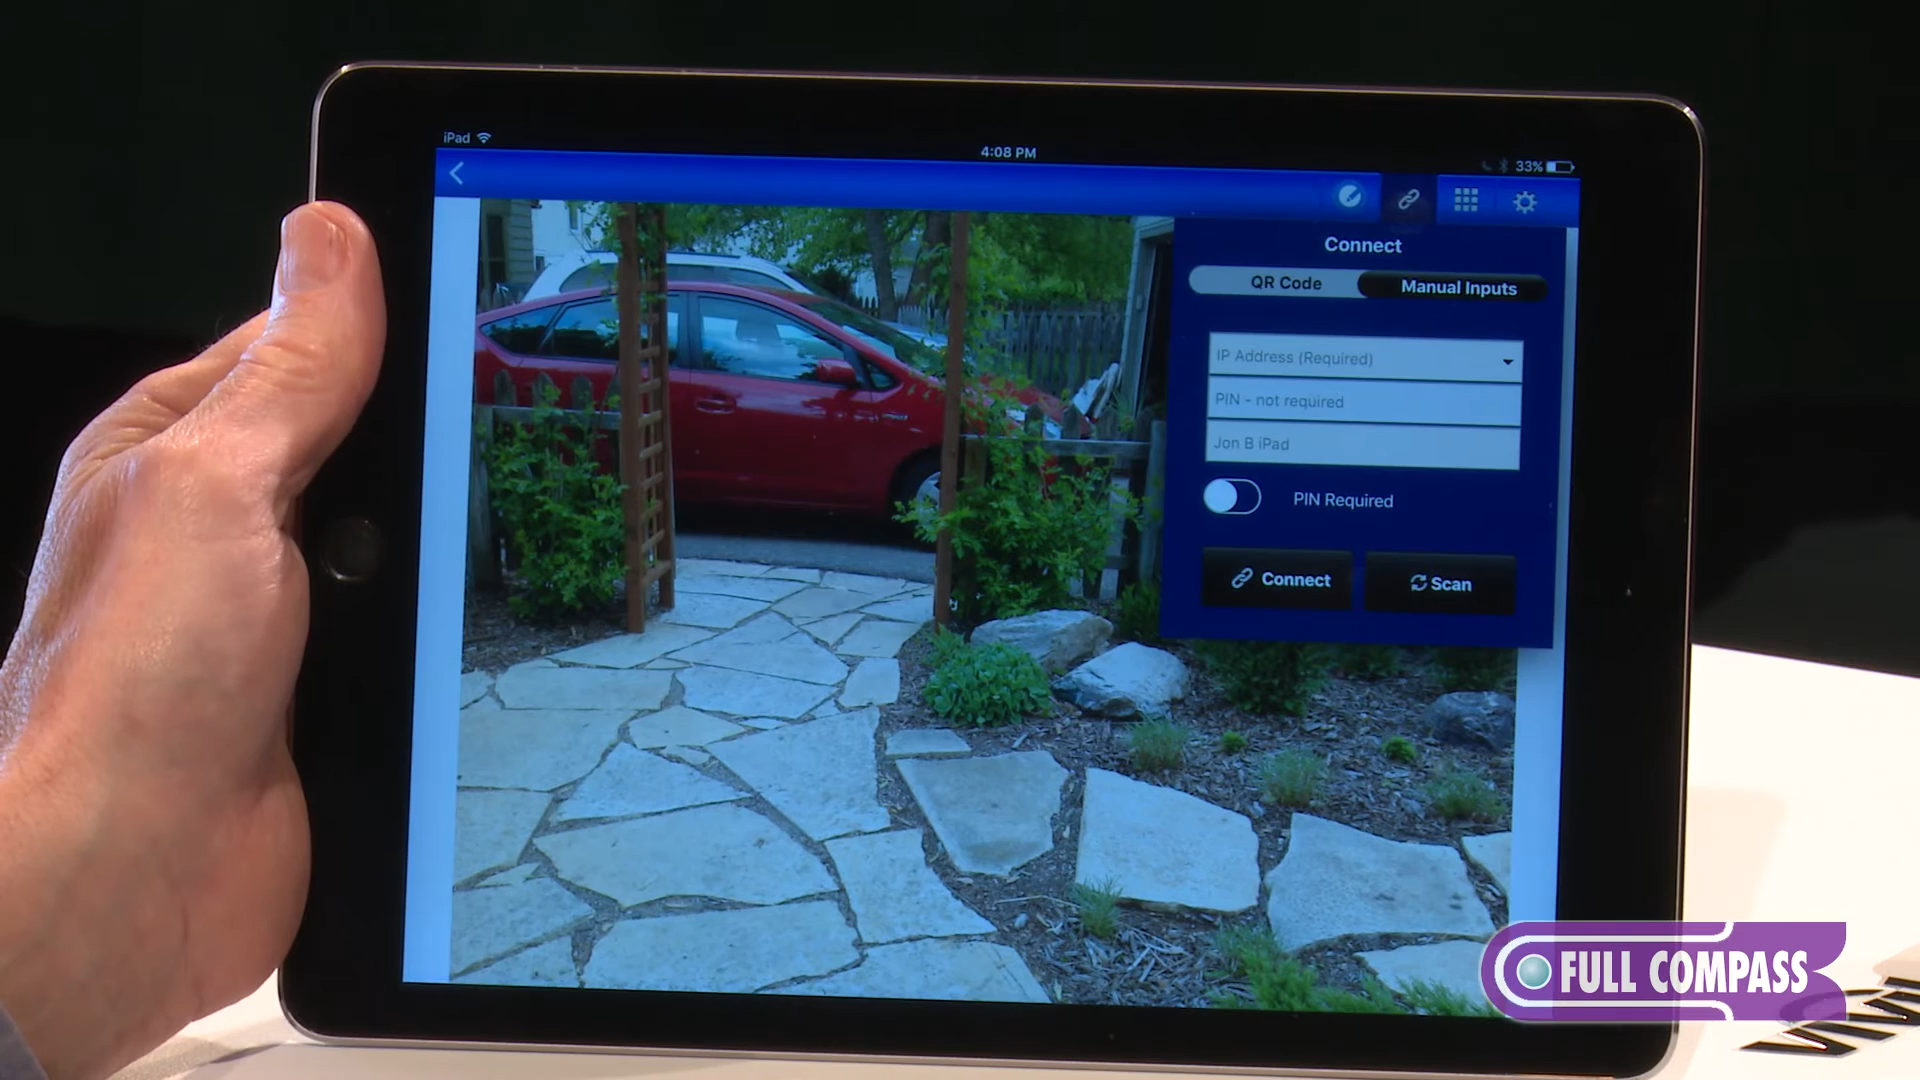 iPad
4:08 PM
33%
Connect
QR Code
Manual Inputs
IP Address (Required)
PIN - not required
Jon B iPad
PIN Required
Connect
Scan
FULL COMPASS